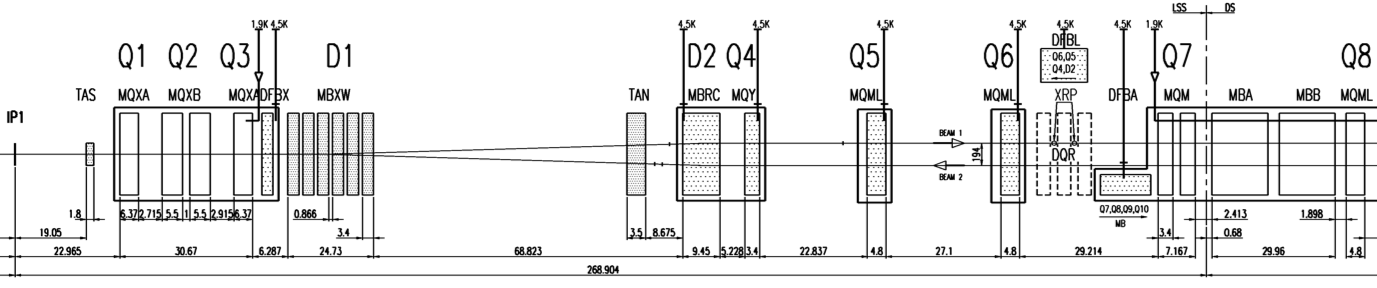 LSS DS
1.9K 4.5K 4.5K 4.5K 4.5K 4.5K 4.5K 4.5K 1.9K
DFBL
Q1 Q2 Q3 D1 D2 Q4 Q5 Q6 Q7 Q8
Q6,Q5
Q4,D2
TAS MQXA MQXB MQXA DFBX MBXW TAN MBRC MQY MQML MQML XRP DFBA MQM MBA MBB MQML
IP1
BEAM 1
194
DQR
BEAM 2
1.8 6.37 2.715 5.5 1 5.5 2.915 6.37 0.866 Q7,Q8,Q9,Q10 2.413 1.898
MB
19.05 3.4 3.5 8.675 3.4 0.68
22.965 30.67 6.287 24.73 68.823 9.45 5.228 3.4 22.837 4.8 27.1 4.8 29.214 7.167 29.96 4.8
268.904